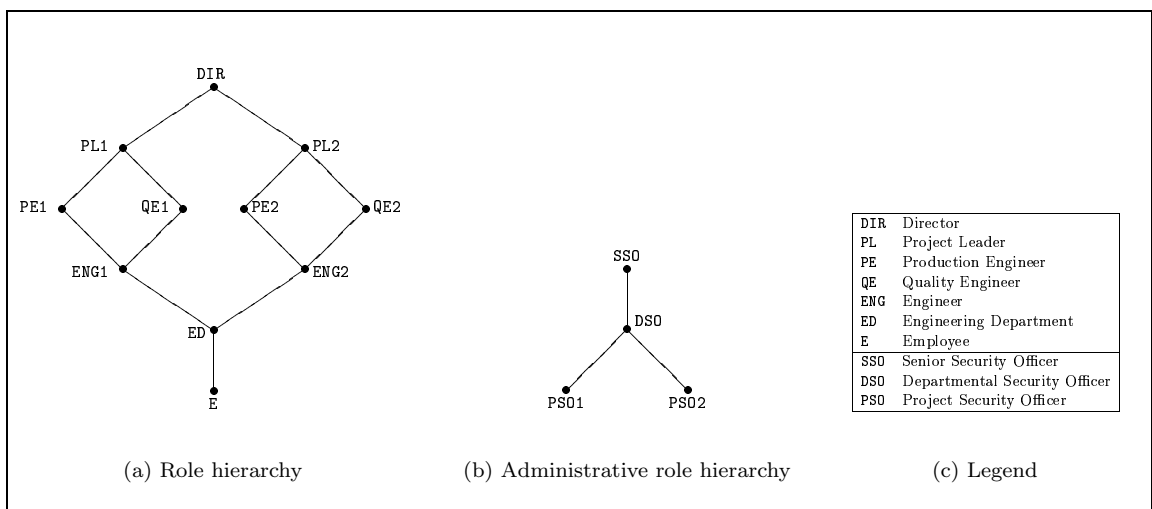 DIR
PL1
PL2
PE1
QE1
PE2
QE2
ENG1
ENG2
ED
E
(a) Role hierarchy
SSO
DSO
PSO1
PSO2
(b) Administrative role hierarchy
DIR Director
PL Project Leader
PE Production Engineer
QE Quality Engineer
ENG Engineer
ED Engineering Department
E Employee
SSO Senior Security Officer
DSO Departmental Security Officer
PSO Project Security Officer
(c) Legend